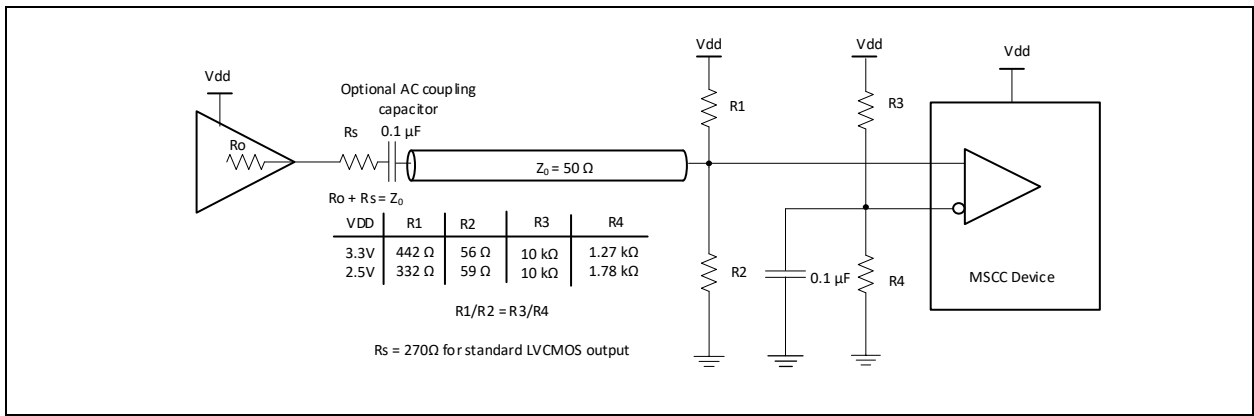 Vdd
Vdd
Vdd
Vdd
Optional AC coupling
capacitor
Ro
Rs
0.1 µF
R1
R3
Z₀ = 50 Ω
Ro + Rs = Z₀
VDD R1 R2 R3 R4
3.3V 442 Ω 56 Ω 10 kΩ 1.27 kΩ
2.5V 332 Ω 59 Ω 10 kΩ 1.78 kΩ
R2
0.1 µF
R4
MSCC Device
R1/R2 = R3/R4
Rs = 270Ω for standard LVCMOS output